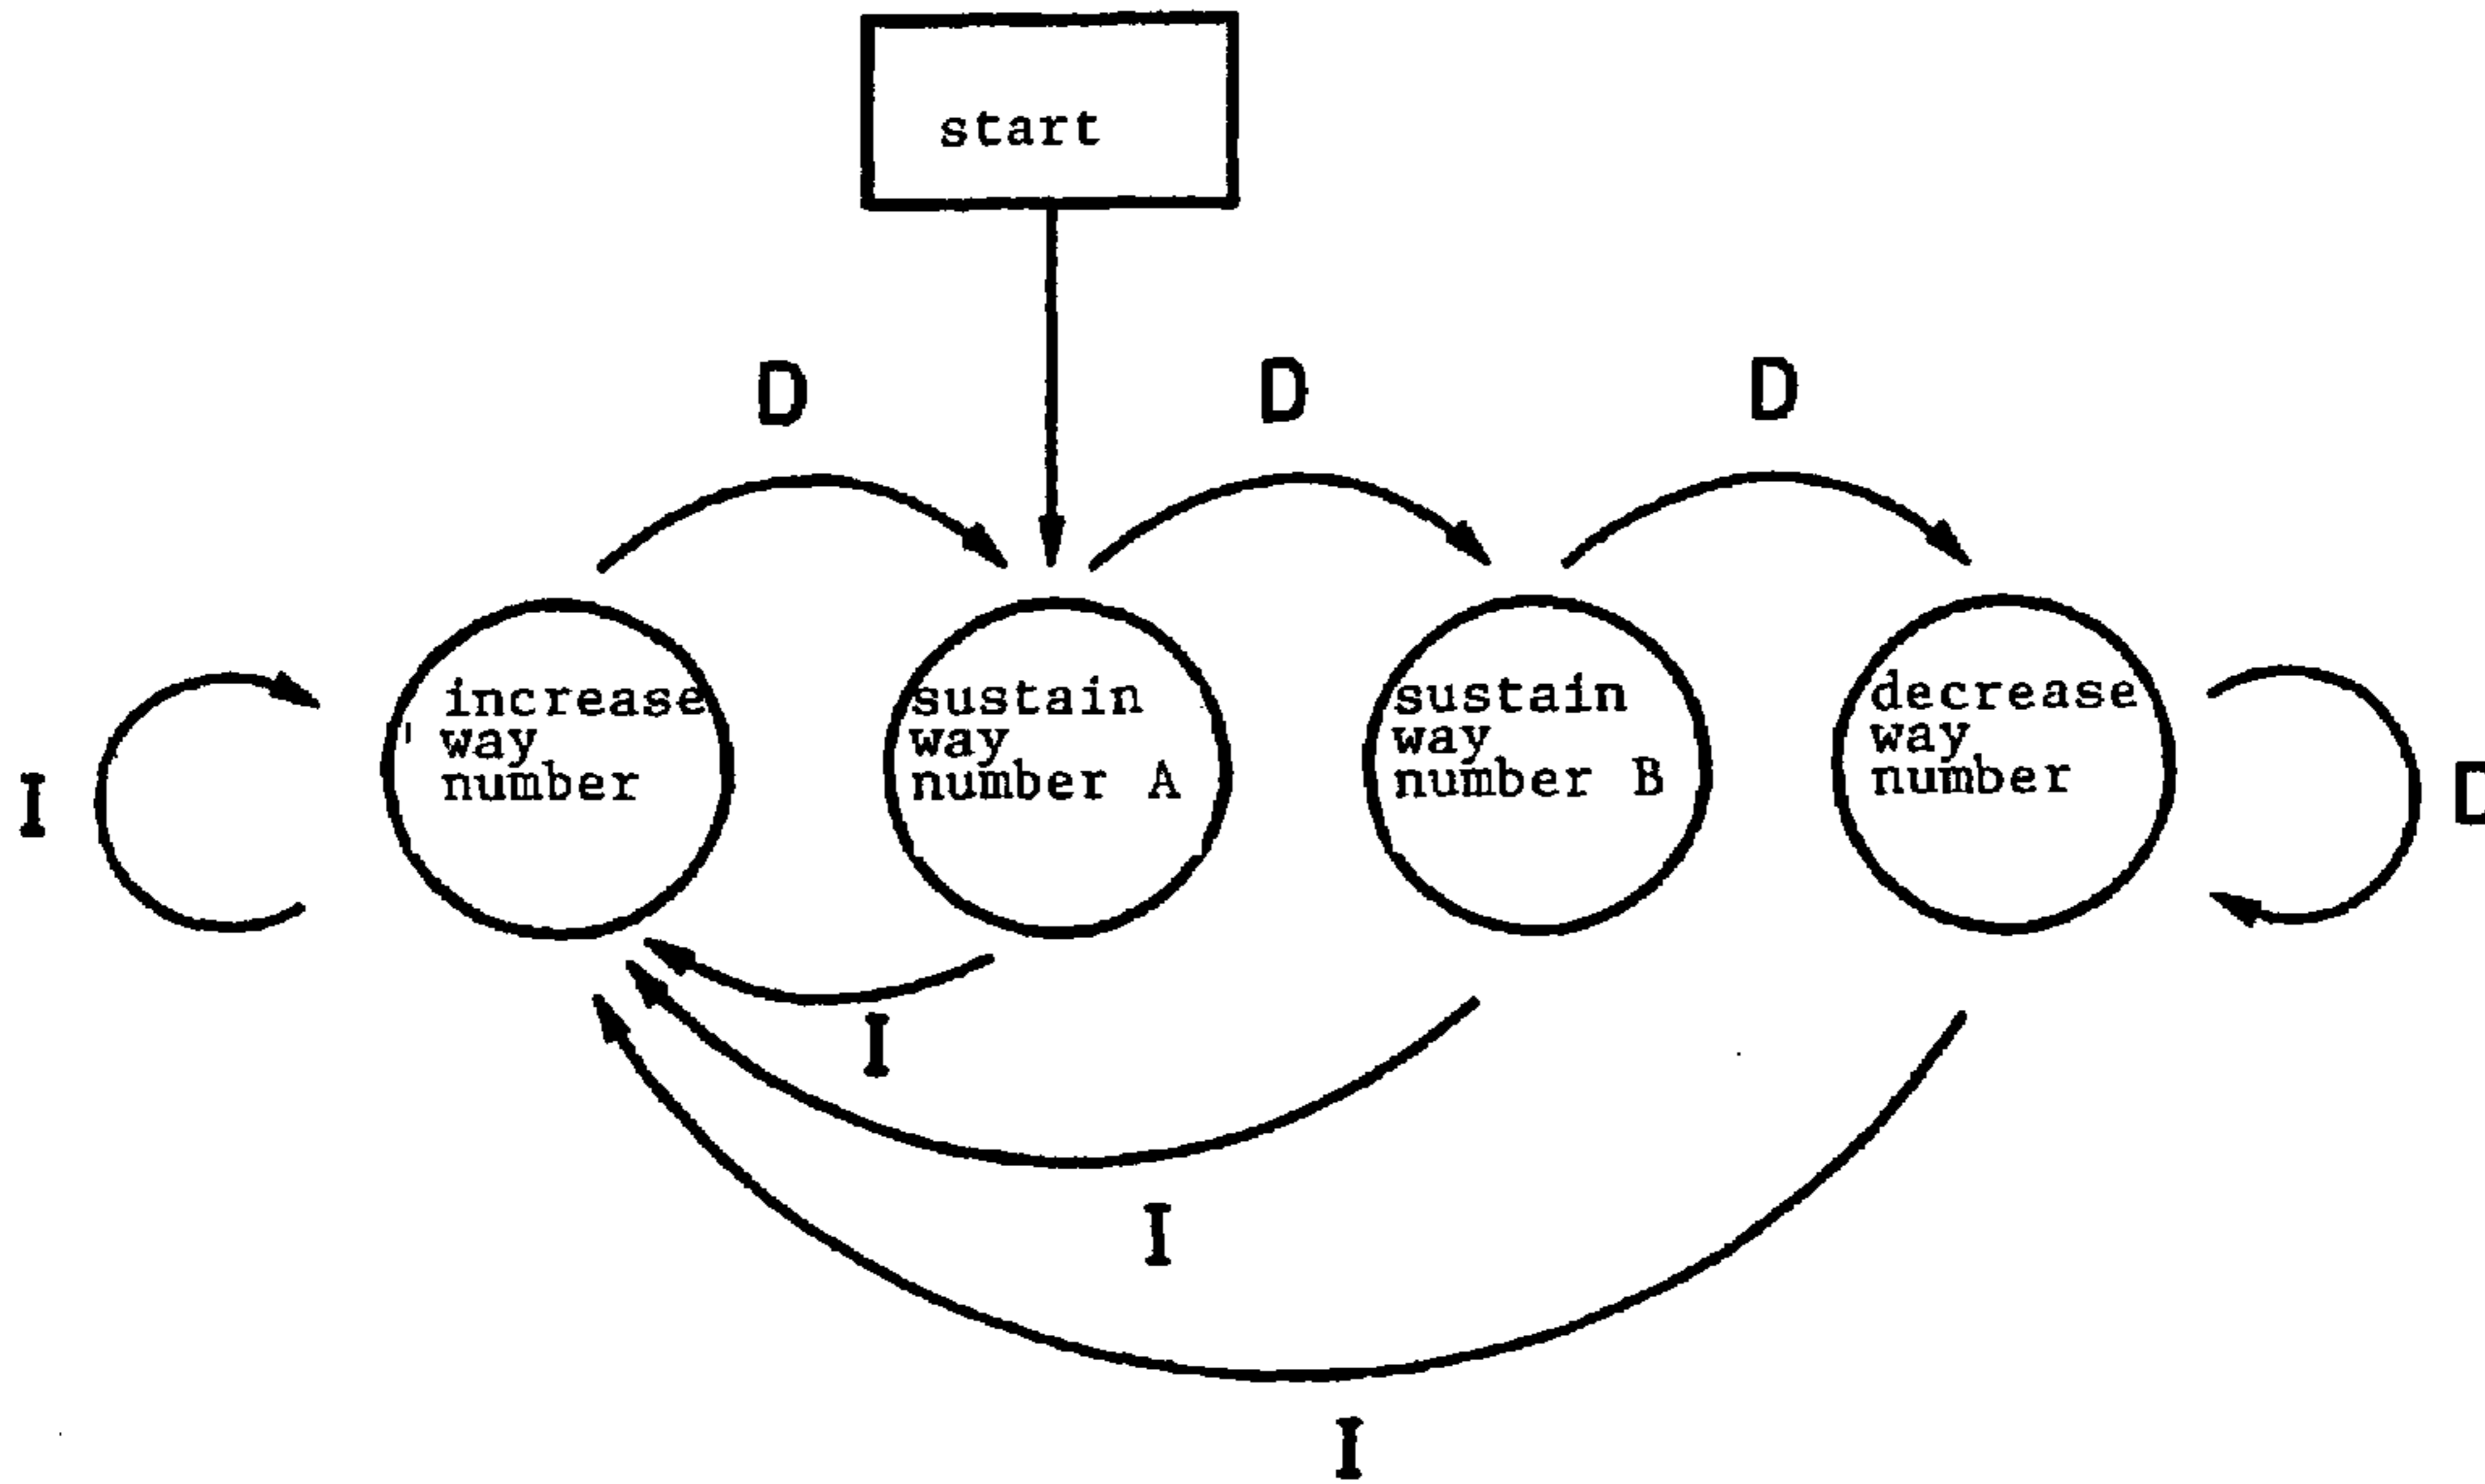 start
D
D
D
increase
way
number
sustain
way
number A
sustain
way
number B
decrease
way
number
I
D
I
I
I